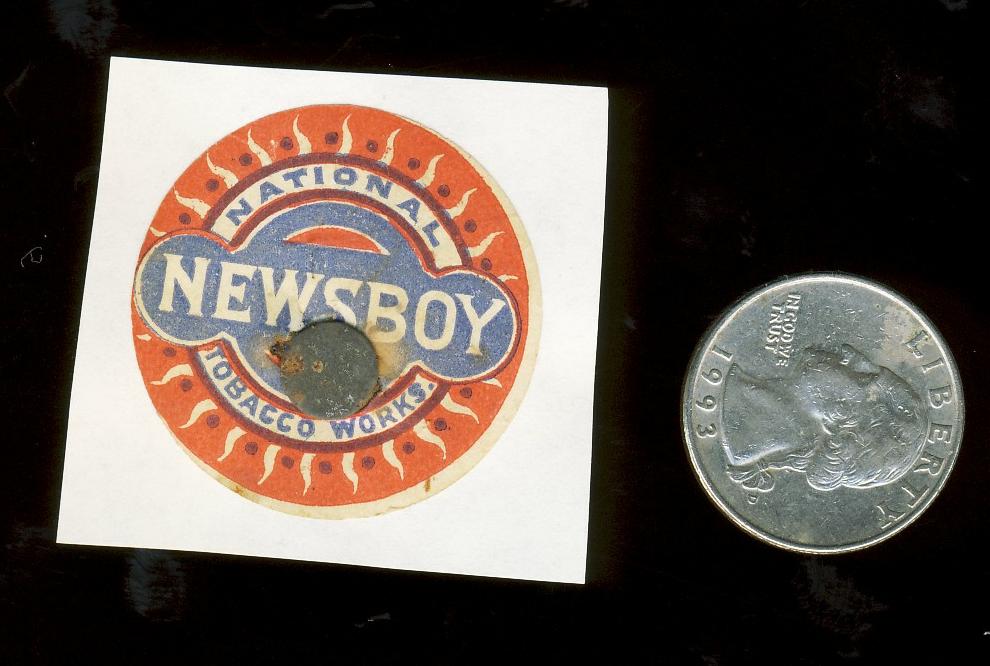 NATIONAL
NEWSBOY
TOBACCO WORKS.
LIBERTY
IN GOD WE
TRUST
1993
D